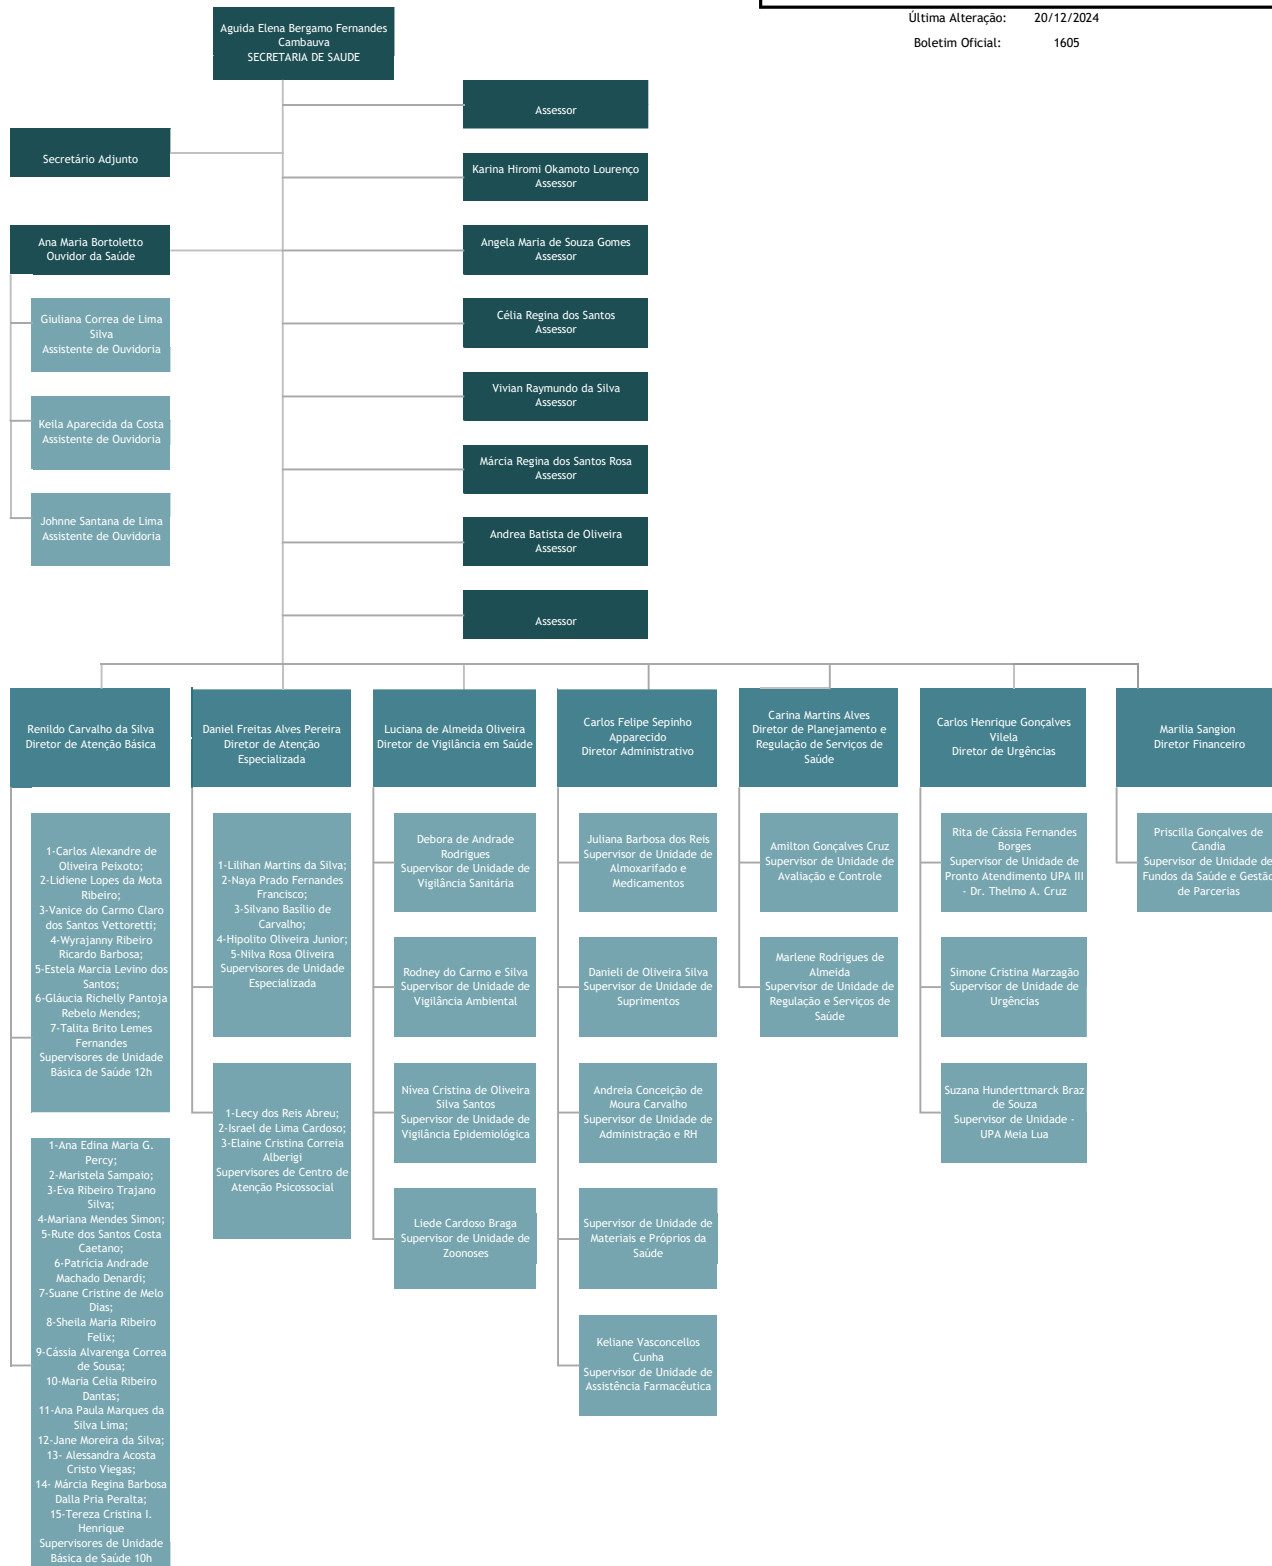 Última Alteração: 20/12/2024
Boletim Oficial: 1605
Aguida Elena Bergamo Fernandes
Cambauva
SECRETARIA DE SAUDE
Assessor
Secretário Adjunto
Karina Hiromi Okamoto Lourenço
Assessor
Ana Maria Bortoletto
Ouvidor da Saúde
Angela Maria de Souza Gomes
Assessor
Giuliana Correa de Lima
Silva
Assistente de Ouvidoria
Célia Regina dos Santos
Assessor
Vivian Raymundo da Silva
Assessor
Keila Aparecida da Costa
Assistente de Ouvidoria
Márcia Regina dos Santos Rosa
Assessor
Johnne Santana de Lima
Assistente de Ouvidoria
Andrea Batista de Oliveira
Assessor
Assessor
Renildo Carvalho da Silva
Diretor de Atenção Básica
Daniel Freitas Alves Pereira
Diretor de Atenção
Especializada
Luciana de Almeida Oliveira
Diretor de Vigilância em Saúde
Carlos Felipe Sepinho
Apparecido
Diretor Administrativo
Carina Martins Alves
Diretor de Planejamento e
Regulação de Serviços de
Saúde
Carlos Henrique Gonçalves
Vilela
Diretor de Urgências
Marilia Sangion
Diretor Financeiro
1-Carlos Alexandre de
Oliveira Peixoto;
2-Lidiene Lopes da Mota
Ribeiro;
3-Vanice do Carmo Claro
dos Santos Vettoretti;
4-Wyrajanny Ribeiro
Ricardo Barbosa;
5-Estela Marcia Levino dos
Santos;
6-Gláucia Richelly Pantoja
Rebelo Mendes;
7-Talita Brito Lemes
Fernandes
Supervisores de Unidade
Básica de Saúde 12h
1-Lilihan Martins da Silva;
2-Naya Prado Fernandes
Francisco;
3-Silvano Basílio de
Carvalho;
4-Hipolito Oliveira Junior;
5-Nilva Rosa Oliveira
Supervisores de Unidade
Especializada
Debora de Andrade
Rodrigues
Supervisor de Unidade de
Vigilância Sanitária
Juliana Barbosa dos Reis
Supervisor de Unidade de
Almoxarifado e
Medicamentos
Amilton Gonçalves Cruz
Supervisor de Unidade de
Avaliação e Controle
Rita de Cássia Fernandes
Borges
Supervisor de Unidade de
Pronto Atendimento UPA III
- Dr. Thelmo A. Cruz
Priscilla Gonçalves de
Candia
Supervisor de Unidade de
Fundos da Saúde e Gestão
de Parcerias
Rodney do Carmo e Silva
Supervisor de Unidade de
Vigilância Ambiental
Danieli de Oliveira Silva
Supervisor de Unidade de
Suprimentos
Marlene Rodrigues de
Almeida
Supervisor de Unidade de
Regulação e Serviços de
Saúde
Simone Cristina Marzagão
Supervisor de Unidade de
Urgências
1-Lecy dos Reis Abreu;
2-Israel de Lima Cardoso;
3-Elaine Cristina Correia
Alberigi
Supervisores de Centro de
Atenção Psicossocial
Nívea Cristina de Oliveira
Silva Santos
Supervisor de Unidade de
Vigilância Epidemiológica
Andreia Conceição de
Moura Carvalho
Supervisor de Unidade de
Administração e RH
Suzana Hunderttmarck Braz
de Souza
Supervisor de Unidade -
UPA Meia Lua
1-Ana Edina Maria G.
Percy;
2-Maristela Sampaio;
3-Eva Ribeiro Trajano
Silva;
4-Mariana Mendes Simon;
5-Rute dos Santos Costa
Caetano;
6-Patrícia Andrade
Machado Denardi;
7-Suane Cristine de Melo
Dias;
8-Sheila Maria Ribeiro
Felix;
9-Cássia Alvarenga Correa
de Sousa;
10-Maria Celia Ribeiro
Dantas;
11-Ana Paula Marques da
Silva Lima;
12-Jane Moreira da Silva;
13- Alessandra Acosta
Cristo Viegas;
14- Márcia Regina Barbosa
Dalla Pria Peralta;
15-Tereza Cristina I.
Henrique
Supervisores de Unidade
Básica de Saúde 10h
Liede Cardoso Braga
Supervisor de Unidade de
Zoonoses
Supervisor de Unidade de
Materiais e Próprios da
Saúde
Keliane Vasconcellos
Cunha
Supervisor de Unidade de
Assistência Farmacêutica